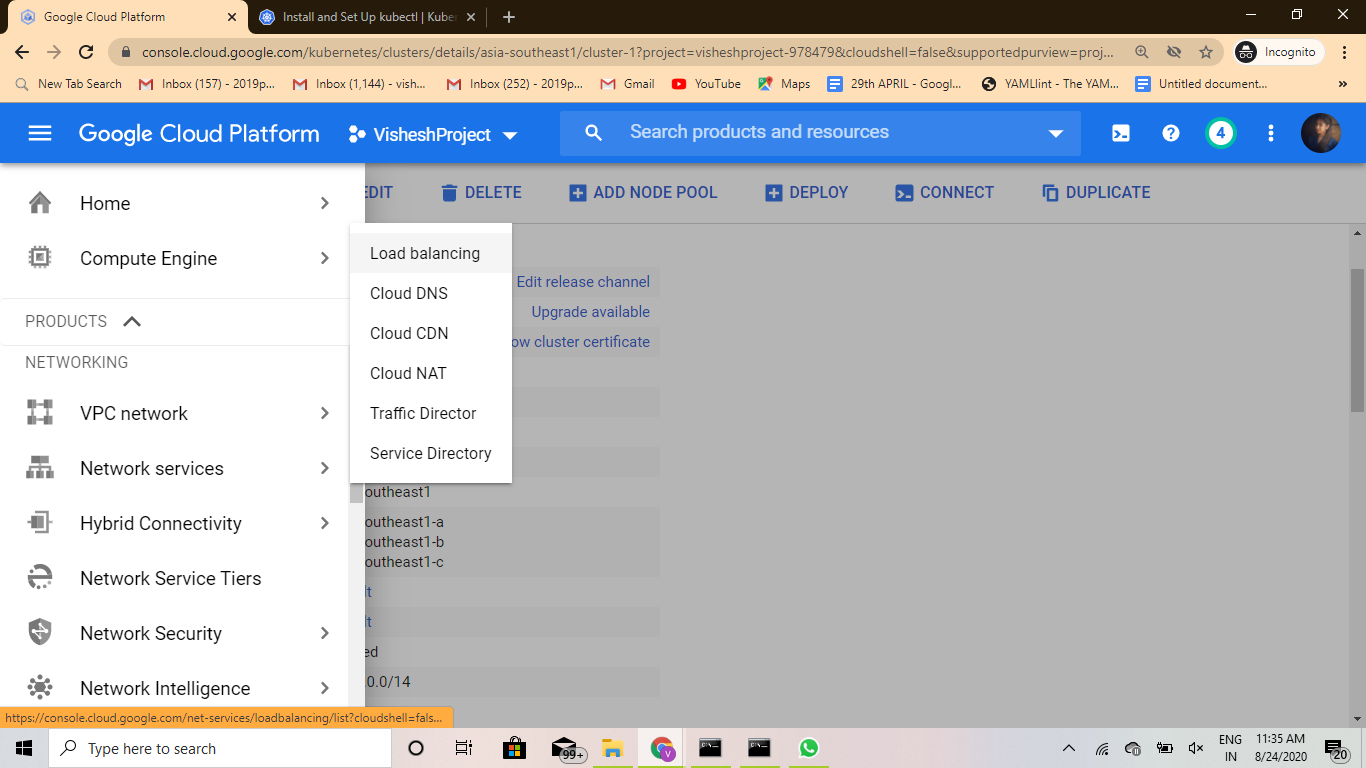 Google Cloud Platform
Install and Set Up kubectl | Kuber
console.cloud.google.com/kubernetes/clusters/details/asia-southeast1/cluster-1?project=visheshproject-978479&cloudshell=false&supportedpurview=proj...
Incognito
New Tab Search
Inbox (157) - 2019p...
Inbox (1,144) - vish...
Inbox (252) - 2019p...
Gmail
YouTube
Maps
29th APRIL - Googl...
YAMLlint - The YAM...
Untitled document...
Google Cloud Platform
VisheshProject
Search products and resources
4
EDIT
DELETE
ADD NODE POOL
DEPLOY
CONNECT
DUPLICATE
Home
Compute Engine
PRODUCTS
NETWORKING
VPC network
Network services
Hybrid Connectivity
Network Service Tiers
Network Security
Network Intelligence
Load balancing
Cloud DNS
Cloud CDN
Cloud NAT
Traffic Director
Service Directory
Edit release channel
Upgrade available
ow cluster certificate
outheast1
outheast1-a
outheast1-b
outheast1-c
lt
lt
ed
.0.0/14
https://console.cloud.google.com/net-services/loadbalancing/list?cloudshell=fals...
Type here to search
99+
V
ENG
IN
11:35 AM
8/24/2020
20